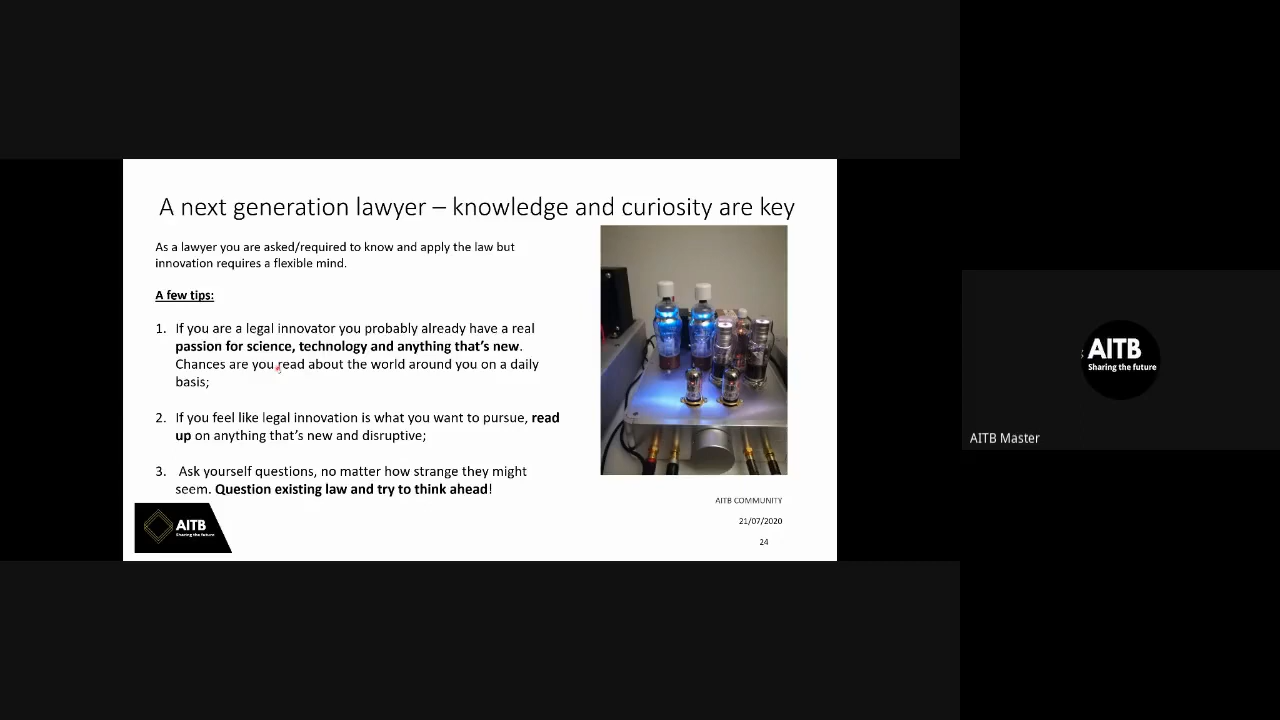 A next generation lawyer – knowledge and curiosity are key
As a lawyer you are asked/required to know and apply the law but
innovation requires a flexible mind.
A few tips:
1. If you are a legal innovator you probably already have a real
passion for science, technology and anything that's new.
Chances are you read about the world around you on a daily
basis;
2. If you feel like legal innovation is what you want to pursue, read
up on anything that's new and disruptive;
3. Ask yourself questions, no matter how strange they might
seem. Question existing law and try to think ahead!
AITB COMMUNITY
21/07/2020
24
AITB
Sharing the future
AITB
Sharing the future
AITB Master